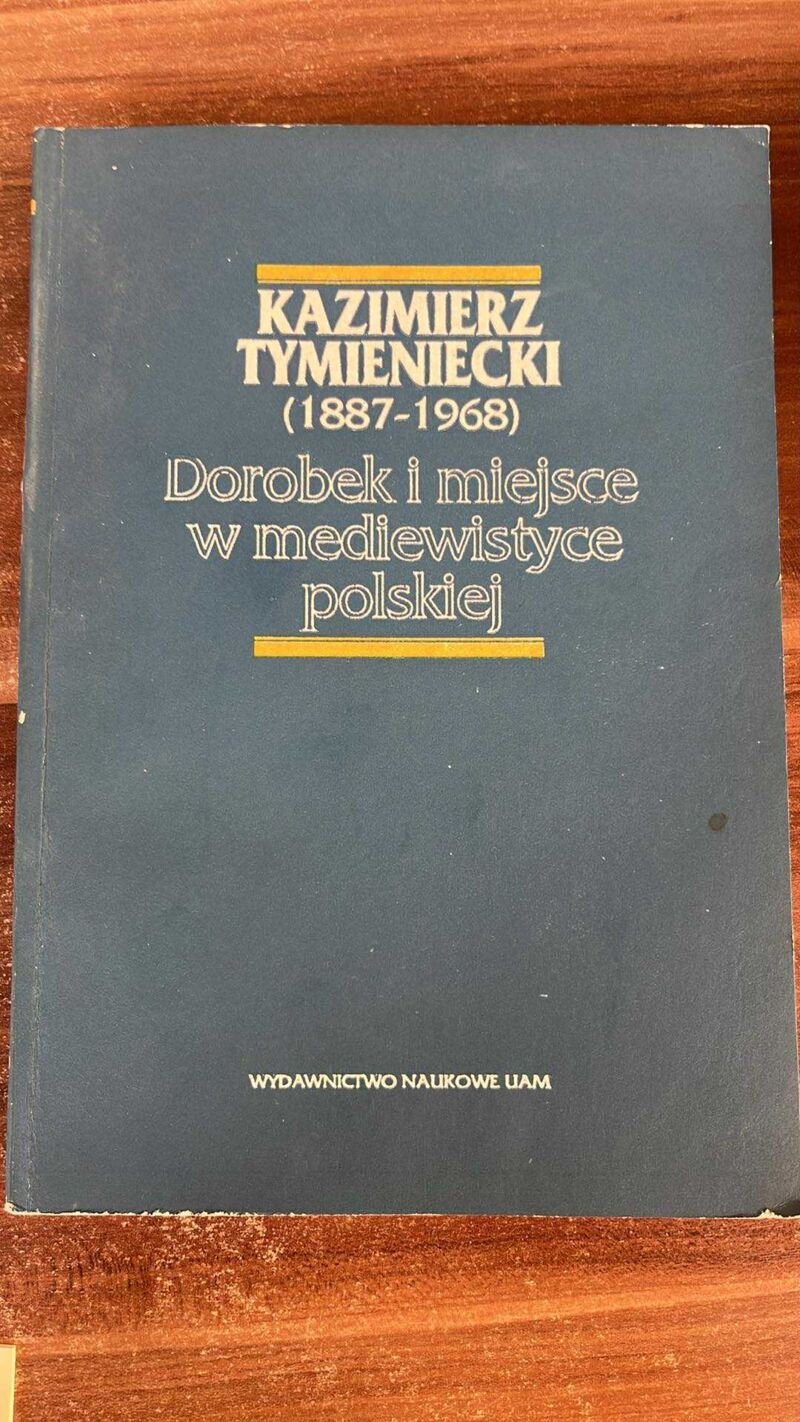 KAZIMIERZ
TYMIENIECKI
(1887-1968)
Dorobek i miejsce
w mediewistyce
polskiej
WYDAWNICTWO NAUKOWE UAM